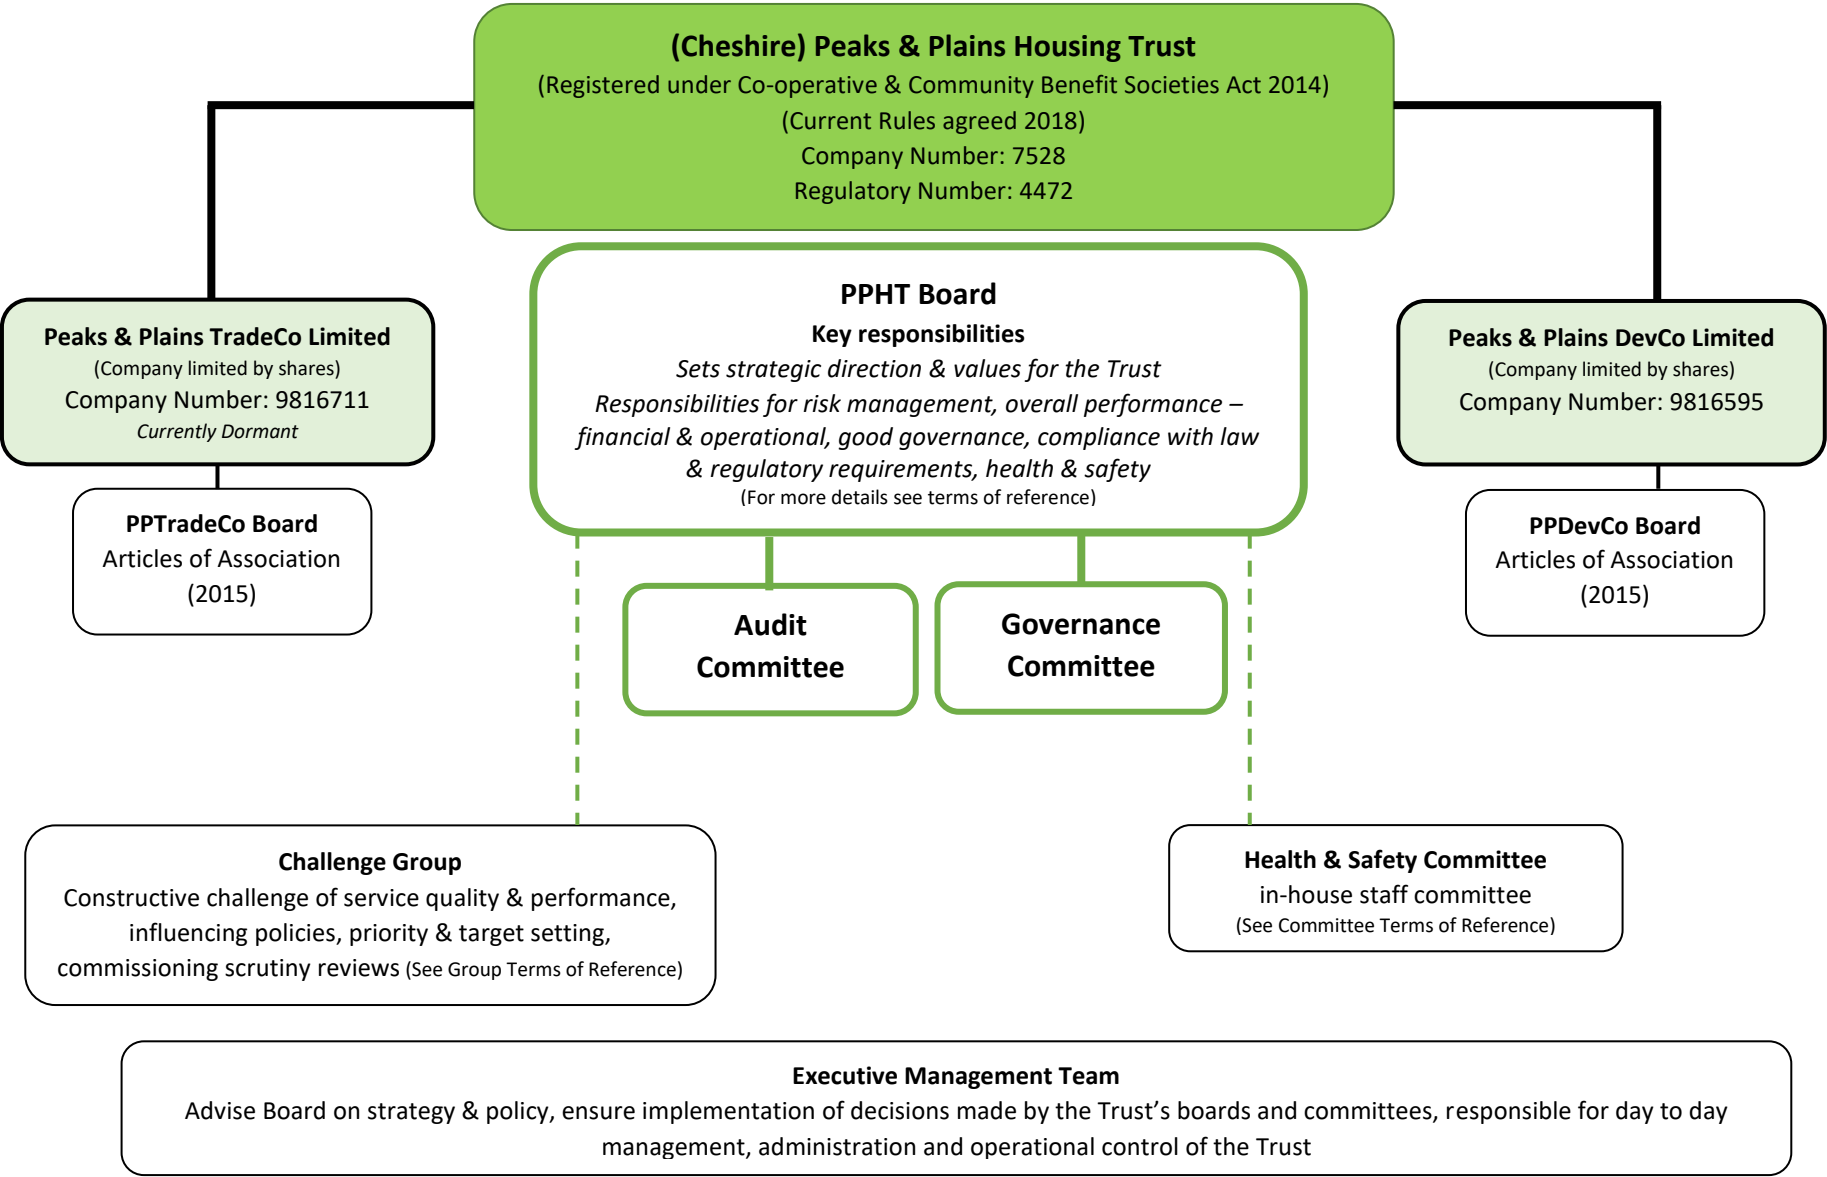 (Cheshire) Peaks & Plains Housing Trust
(Registered under Co-operative & Community Benefit Societies Act 2014)
(Current Rules agreed 2018)
Company Number: 7528
Regulatory Number: 4472
Peaks & Plains TradeCo Limited
(Company limited by shares)
Company Number: 9816711
Currently Dormant
PPTradeCo Board
Articles of Association
(2015)
PPHT Board
Key responsibilities
Sets strategic direction & values for the Trust
Responsibilities for risk management, overall performance –
financial & operational, good governance, compliance with law
& regulatory requirements, health & safety
(For more details see terms of reference)
Peaks & Plains DevCo Limited
(Company limited by shares)
Company Number: 9816595
PPDevCo Board
Articles of Association
(2015)
Audit
Committee
Governance
Committee
Challenge Group
Constructive challenge of service quality & performance,
influencing policies, priority & target setting,
commissioning scrutiny reviews (See Group Terms of Reference)
Health & Safety Committee
in-house staff committee
(See Committee Terms of Reference)
Executive Management Team
Advise Board on strategy & policy, ensure implementation of decisions made by the Trust’s boards and committees, responsible for day to day
management, administration and operational control of the Trust